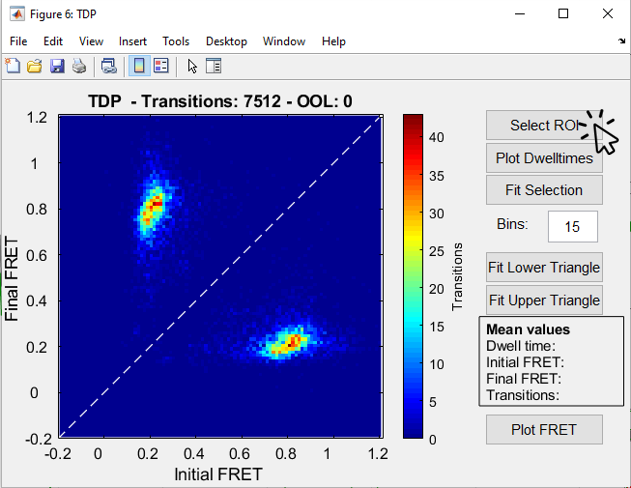 Figure 6: TDP
File Edit View Insert Tools Desktop Window Help
TDP - Transitions: 7512 - OOL: 0
1.2
1
0.8
0.6
0.4
0.2
0
-0.2
Final FRET
-0.2 0 0.2 0.4 0.6 0.8 1 1.2
Initial FRET
40
35
30
25
20
15
10
5
0
Transitions
Select ROI
Plot Dwelltimes
Fit Selection
Bins: 15
Fit Lower Triangle
Fit Upper Triangle
Mean values
Dwell time:
Initial FRET:
Final FRET:
Transitions:
Plot FRET